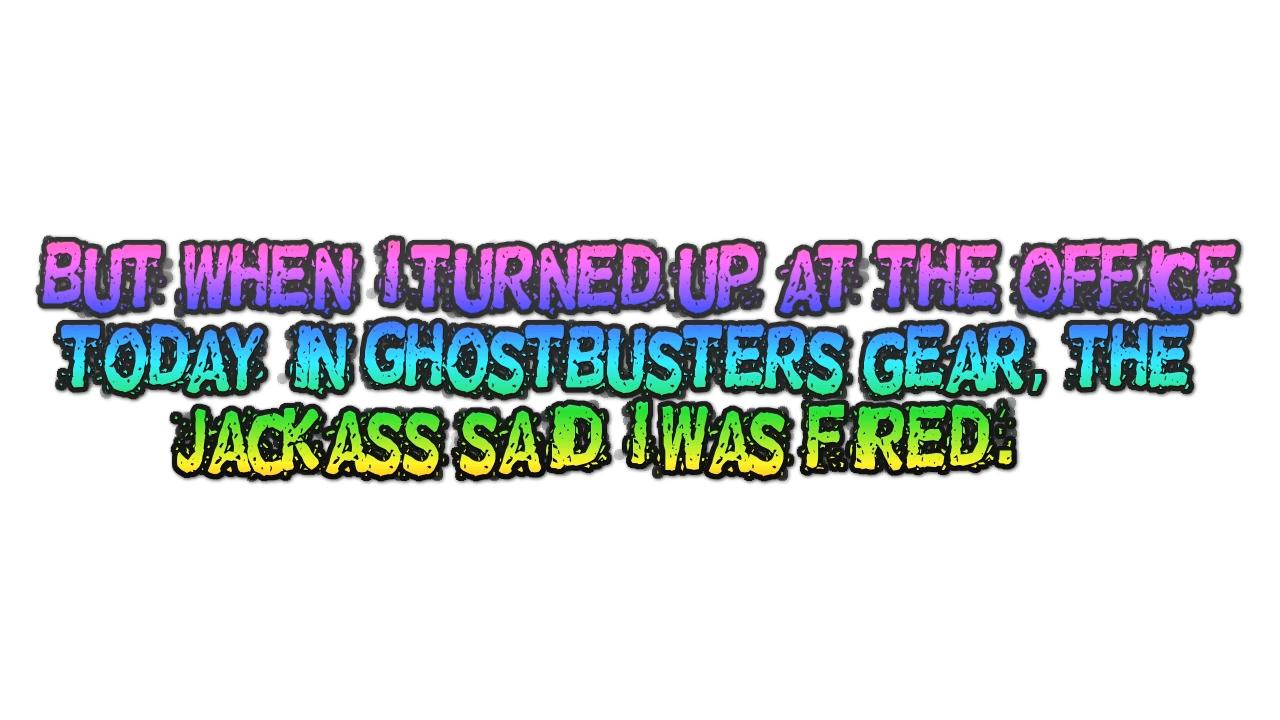 BUT WHEN I TURNED UP AT THE OFFICE
TODAY IN GHOSTBUSTERS GEAR, THE
JACKASS SAID I WAS FIRED.